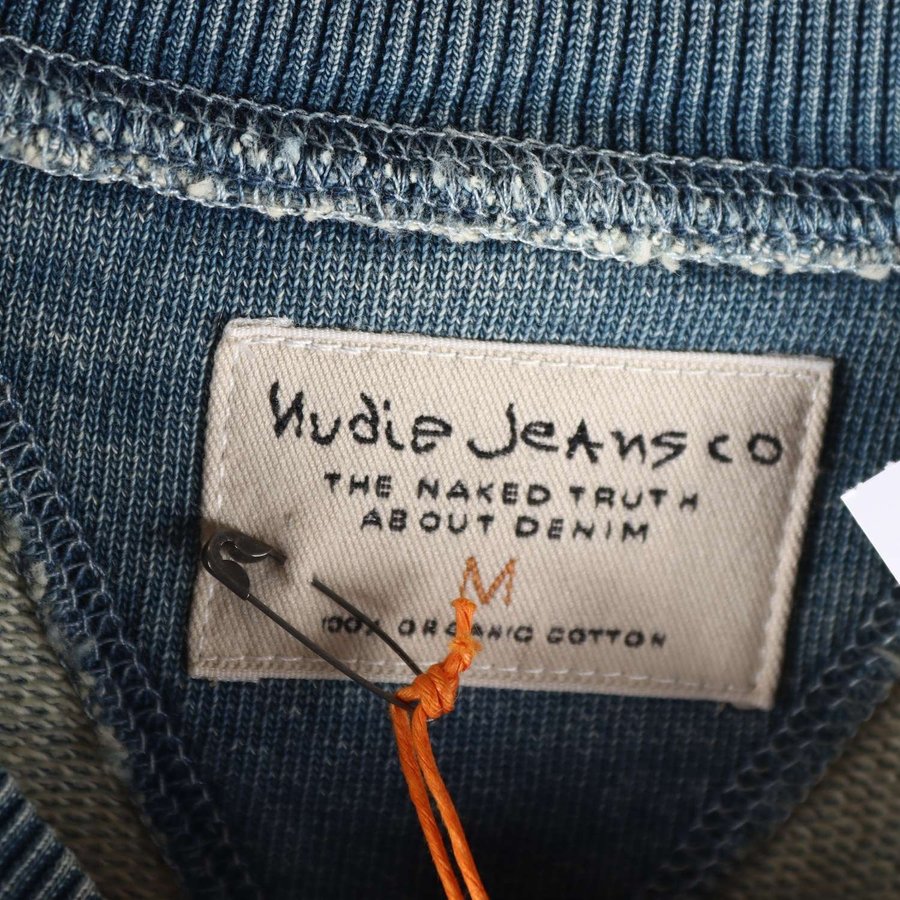 Nudie Jeans co
THE NAKED TRUTH
ABOUT DENIM
M
100% ORGANIC COTTON